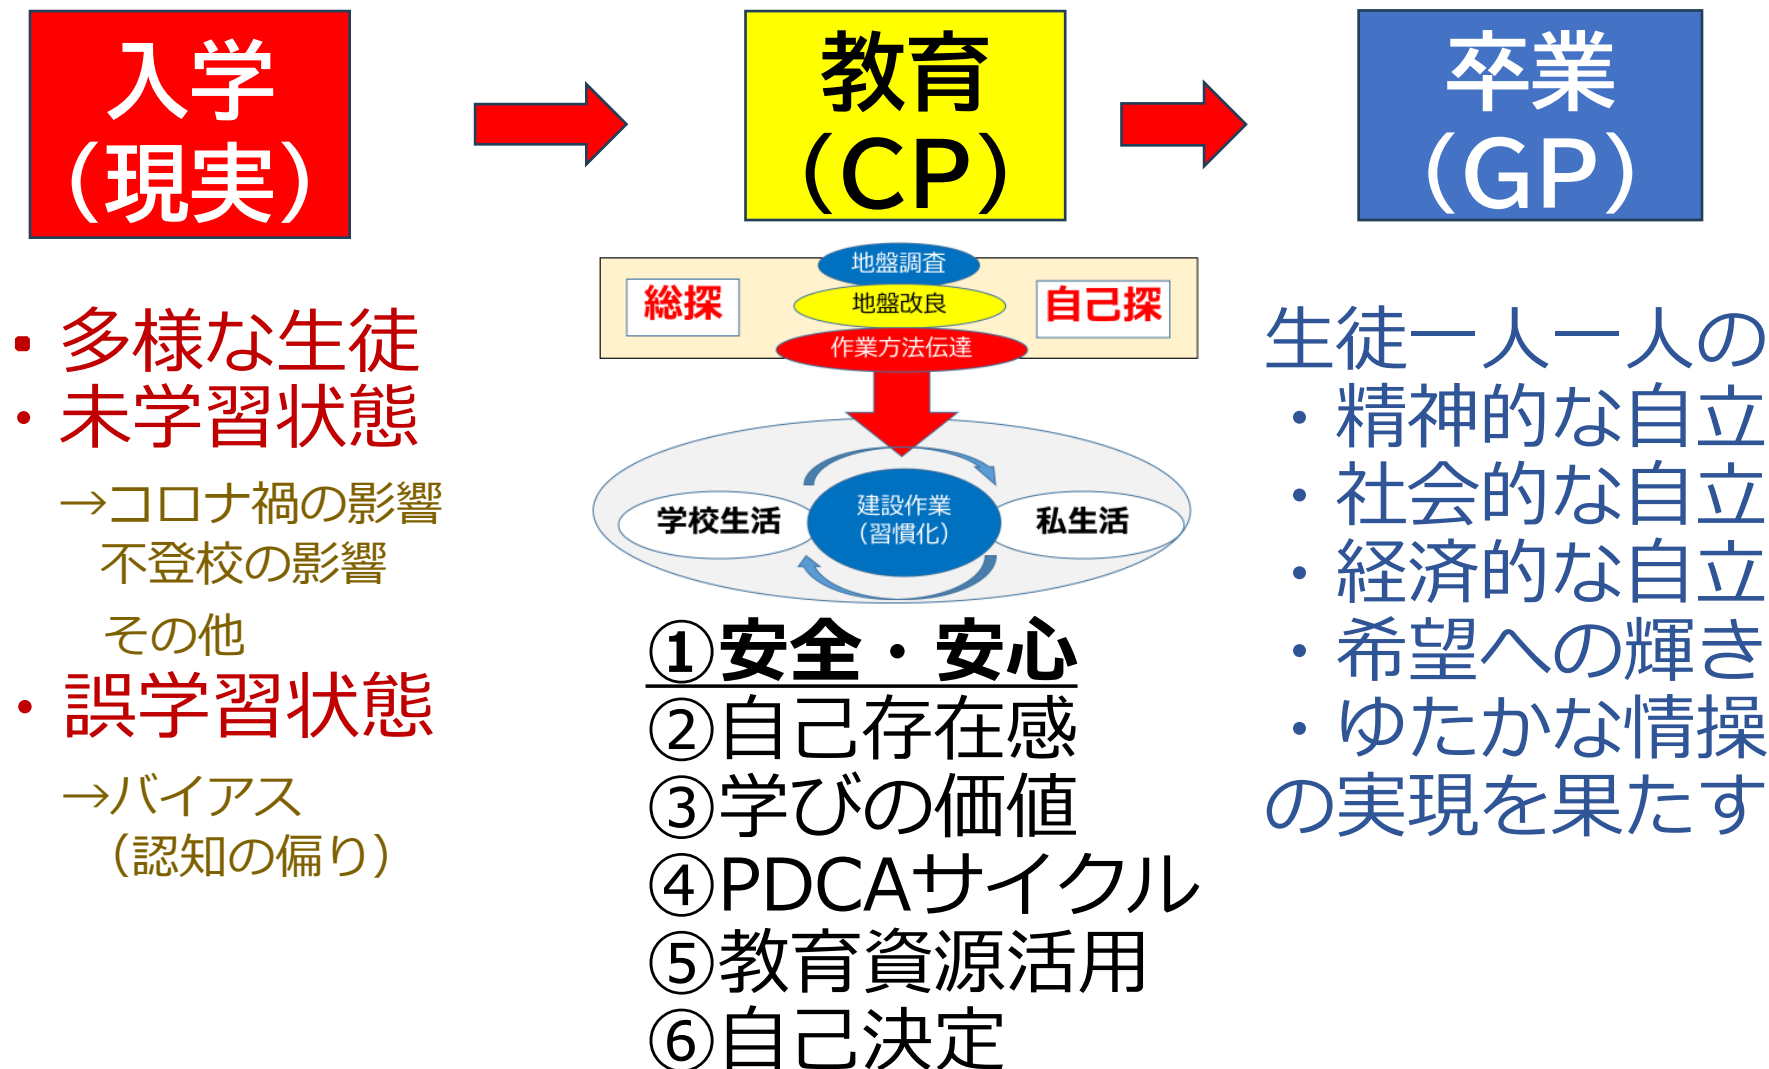 入学
（現実）
・多様な生徒
・未学習状態
→コロナ禍の影響
不登校の影響
その他
・誤学習状態
→バイアス
（認知の偏り）
教育
（CP）
地盤調査
総探
地盤改良
自己探
作業方法伝達
学校生活
建設作業
（習慣化）
私生活
①安全・安心
②自己存在感
③学びの価値
④PDCAサイクル
⑤教育資源活用
⑥自己決定
卒業
（GP）
生徒一人一人の
・精神的な自立
・社会的な自立
・経済的な自立
・希望への輝き
・ゆたかな情操
の実現を果たす